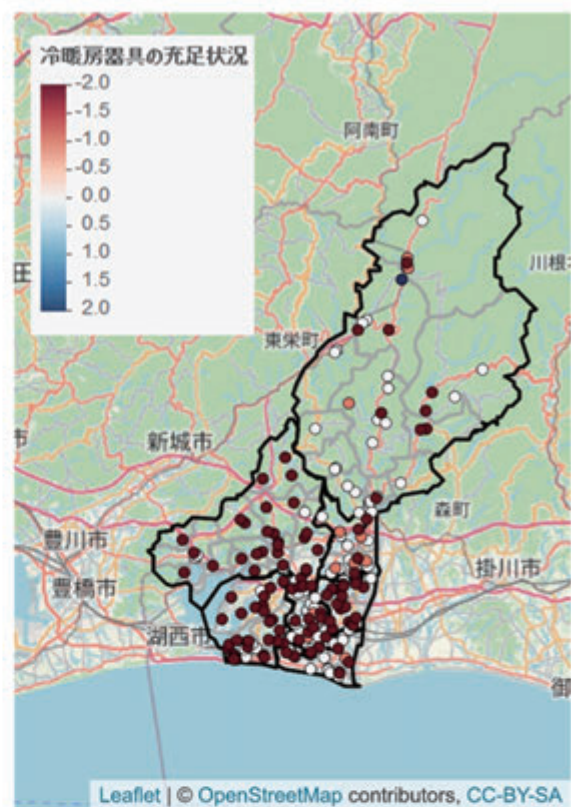 冷暖房器具の充足状況
-2.0
-1.5
-0.5
0.0
0.5
1.0
1.5
2.0
阿南町
川根本
田
東栄町
市
新城市
森町
豊川市
掛川市
豊橋市
湖西市
御
Leaflet | © OpenStreetMap contributors, CC-BY-SA